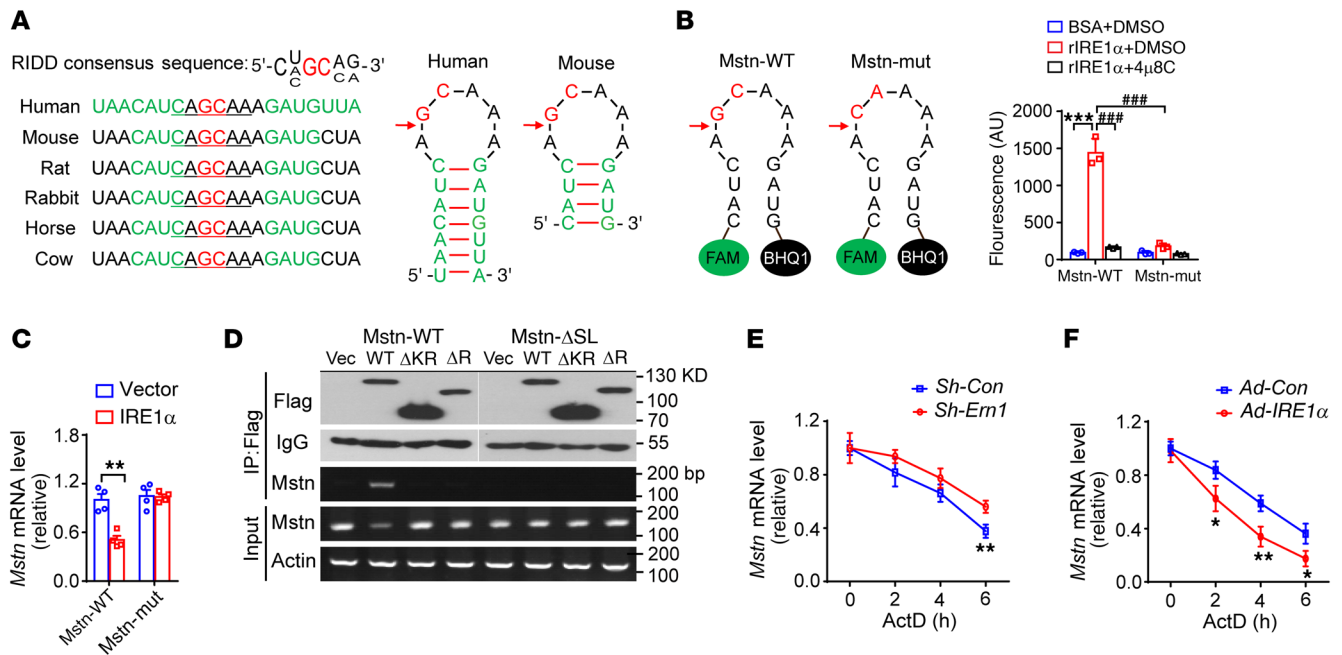 A
RIDD consensus sequence: 5'-CUGCAG-3'
A CA
C
Human UAACAUCAGCAAAGAUGUUA
Mouse UAACAUCAGCAAAGAUGCUA
Rat UAACAUCAGCAAAGAUGCUA
Rabbit UAACAUCAGCAAAGAUGCUA
Horse UAACAUCAGCAAAGAUGCUA
Cow UAACAUCAGCAAAGAUGCUA
Human
C A
G A
A A
C G
U A
A U
C G
A U
A U
5'-U A-3'
Mouse
C A
G A
A A
C G
U A
A U
5'-C G-3'
B
Mstn-WT
C A
G A
A A
C G
U A
A U
C G
FAM BHQ1
Mstn-mut
A A
C A
A A
C G
U A
A U
C G
FAM BHQ1
BSA+DMSO
rIRE1α+DMSO
rIRE1α+4μ8C
Flourescence (AU)
2000
1500
1000
500
0
*** ### ###
Mstn-WT Mstn-mut
C
Vector
IRE1α
Mstn mRNA level
(relative)
1.8
1.2
0.6
0.0
**
Mstn-WT
Mstn-mut
D
Mstn-WT Mstn-ΔSL
Vec WT ΔKR ΔR Vec WT ΔKR ΔR
IP:Flag
Flag
130 KD
100
70
IgG
55
Mstn
200 bp
100
Input
Mstn
200
100
Actin
200
100
E
Sh-Con
Sh-Ern1
Mstn mRNA level
(relative)
1.2
0.8
0.4
0.0
**
0 2 4 6
ActD (h)
F
Ad-Con
Ad-IRE1α
Mstn mRNA level
(relative)
1.2
0.8
0.4
0.0
* ** *
0 2 4 6
ActD (h)